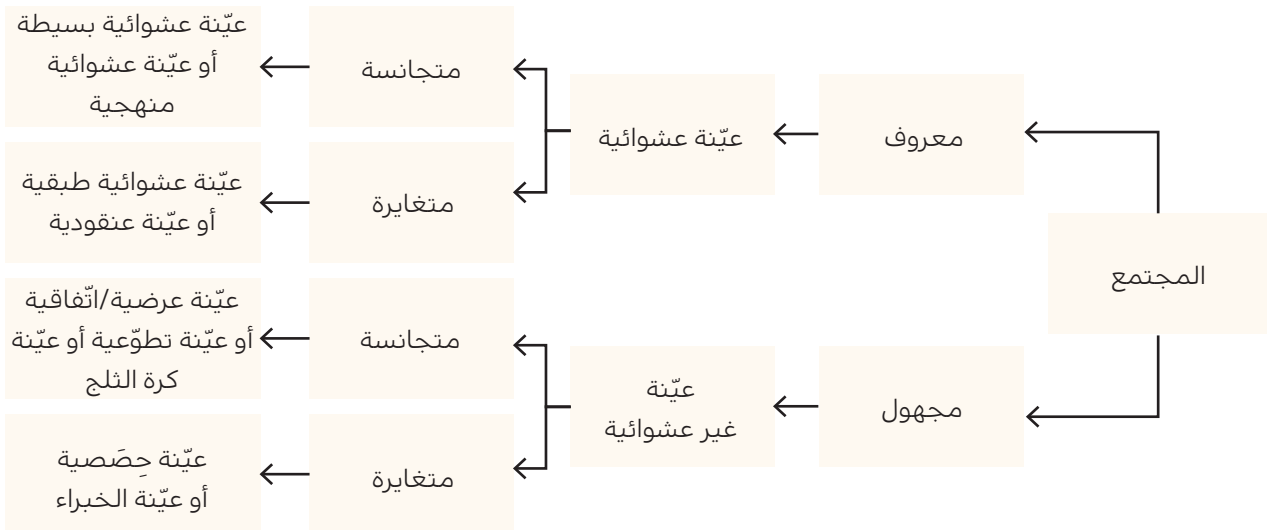 المجتمع
معروف
عيّنة عشوائية
متجانسة
عيّنة عشوائية بسيطة
أو عيّنة عشوائية
منهجية
متغايرة
عيّنة عشوائية طبقية
أو عيّنة عنقودية
مجهول
عيّنة
غير عشوائية
متجانسة
عيّنة عرضية/اتّفاقية
أو عيّنة تطوّعية أو عيّنة
كرة الثلج
متغايرة
عيّنة حِصَصية
أو عيّنة الخبراء